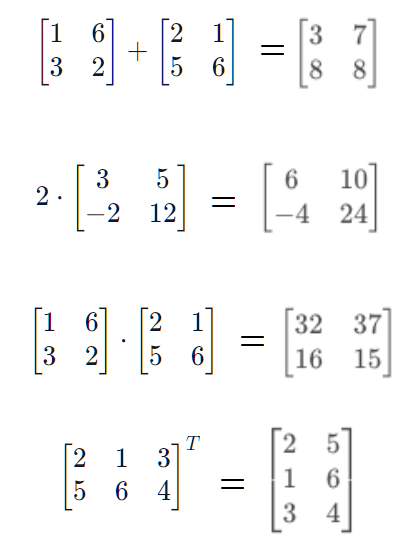 [1 6 3 2] + [2 1 5 6] = [3 7 8 8]
2 · [3 5 −2 12] = [6 10 −4 24]
[1 6 3 2] · [2 1 5 6] = [32 37 16 15]
[2 1 3 5 6 4]^T = [2 5 1 6 3 4]